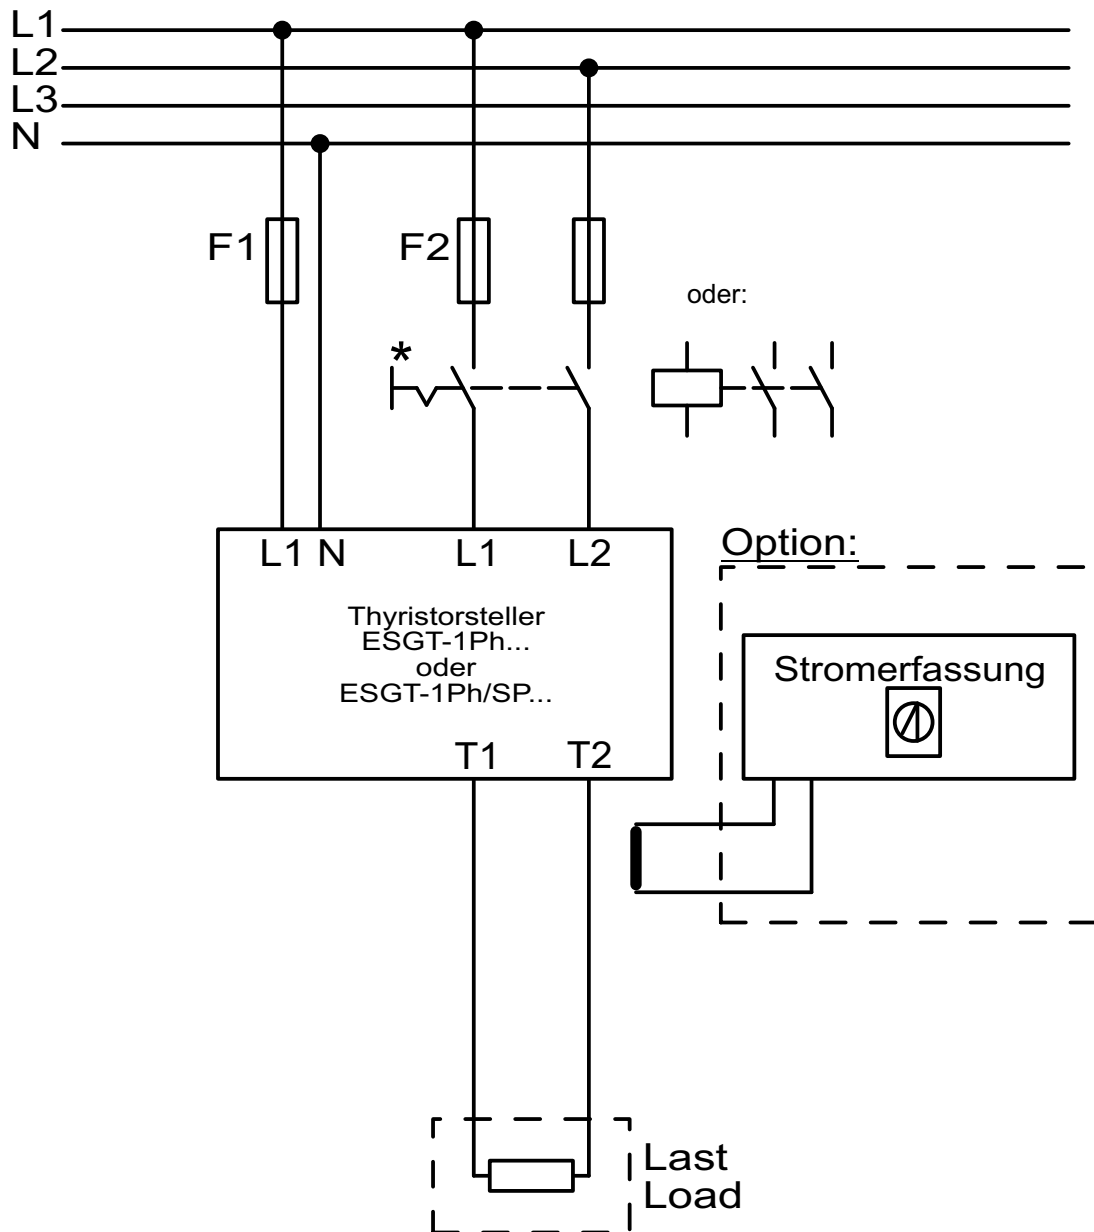 L1
L2
L3
N
F1
F2
oder:
*
L1 N L1 L2
Option:
Thyristorsteller
ESGT-1Ph...
oder
ESGT-1Ph/SP...
Stromerfassung
T1 T2
Last
Load